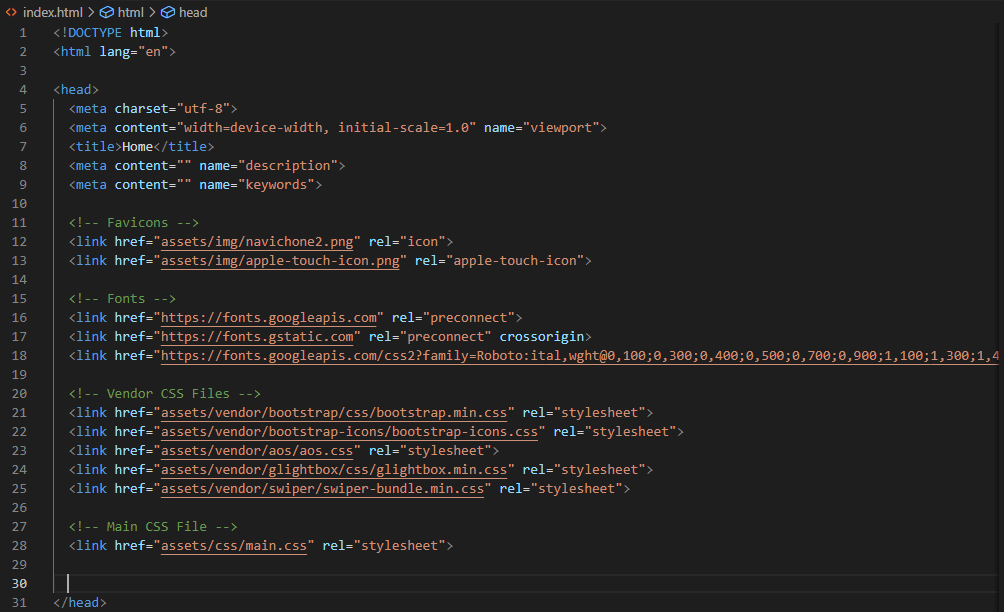 index.html > html > head
1 <!DOCTYPE html>
2 <html lang="en">
3
4 <head>
5 <meta charset="utf-8">
6 <meta content="width=device-width, initial-scale=1.0" name="viewport">
7 <title>Home</title>
8 <meta content="" name="description">
9 <meta content="" name="keywords">
10
11 <!-- Favicons -->
12 <link href="assets/img/navichone2.png" rel="icon">
13 <link href="assets/img/apple-touch-icon.png" rel="apple-touch-icon">
14
15 <!-- Fonts -->
16 <link href="https://fonts.googleapis.com" rel="preconnect">
17 <link href="https://fonts.gstatic.com" rel="preconnect" crossorigin>
18 <link href="https://fonts.googleapis.com/css2?family=Roboto:ital,wght@0,100;0,300;0,400;0,500;0,700;0,900;1,100;1,300;1,4
19
20 <!-- Vendor CSS Files -->
21 <link href="assets/vendor/bootstrap/css/bootstrap.min.css" rel="stylesheet">
22 <link href="assets/vendor/bootstrap-icons/bootstrap-icons.css" rel="stylesheet">
23 <link href="assets/vendor/aos/aos.css" rel="stylesheet">
24 <link href="assets/vendor/glightbox/css/glightbox.min.css" rel="stylesheet">
25 <link href="assets/vendor/swiper/swiper-bundle.min.css" rel="stylesheet">
26
27 <!-- Main CSS File -->
28 <link href="assets/css/main.css" rel="stylesheet">
29
30
31 </head>